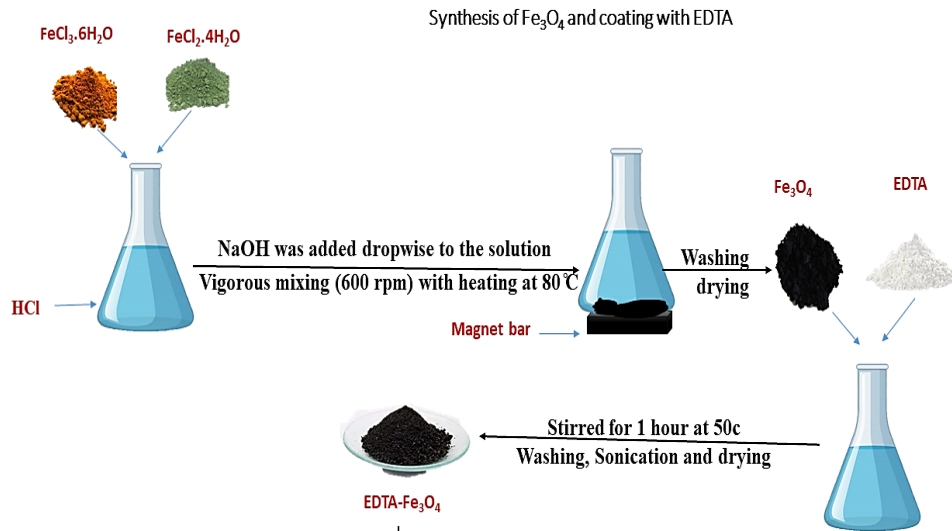 Synthesis of Fe₃O₄ and coating with EDTA
FeCl₃.6H₂O
FeCl₂.4H₂O
HCl
NaOH was added dropwise to the solution
Vigorous mixing (600 rpm) with heating at 80℃
Magnet bar
Washing
drying
Fe₃O₄
EDTA
Stirred for 1 hour at 50c
Washing, Sonication and drying
EDTA-Fe₃O₄